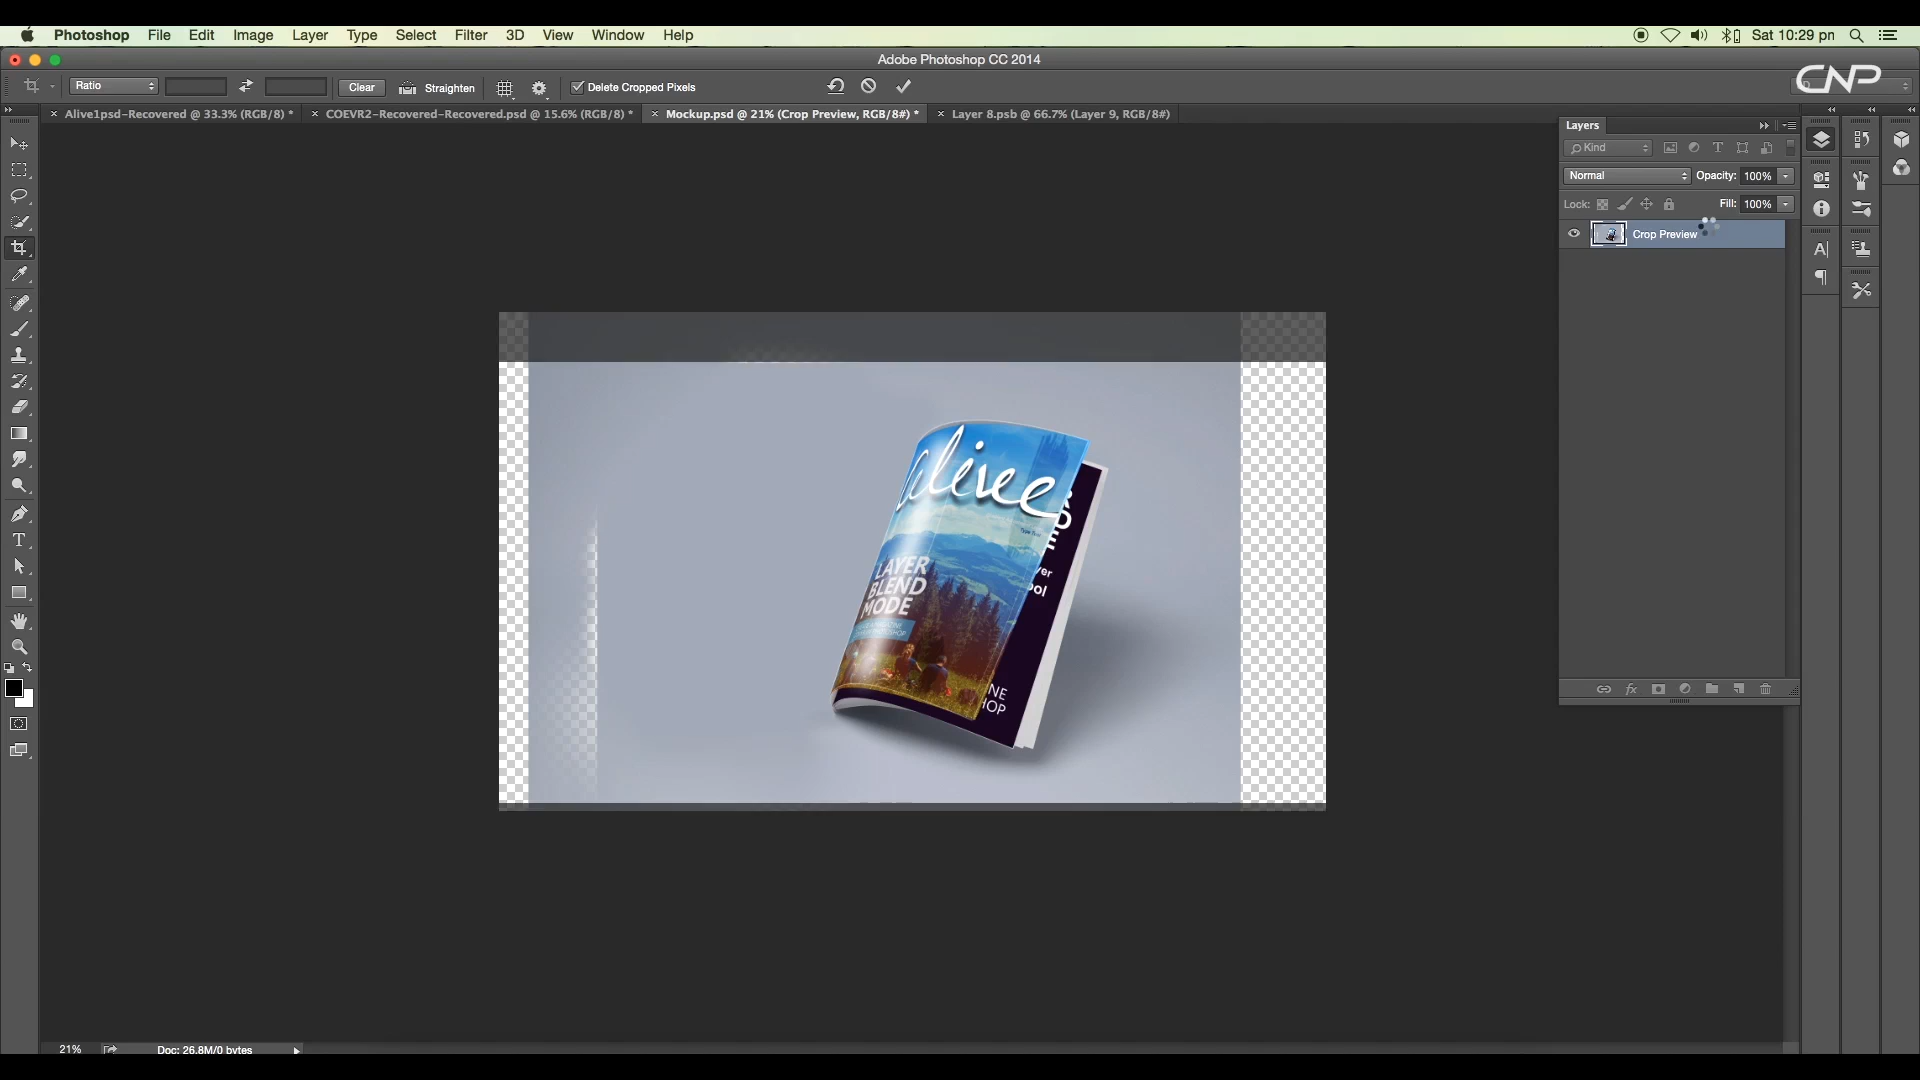 Photoshop File Edit Image Layer Type Select Filter 3D View Window Help Sat 10:29 pm
Adobe Photoshop CC 2014
Ratio Clear Straighten Delete Cropped Pixels
CNP
Alive1psd-Recovered @ 33.3% (RGB/8) * COEVR2-Recovered-Recovered.psd @ 15.6% (RGB/8) * Mockup.psd @ 21% (Crop Preview, RGB/8#) * Layer 8.psb @ 66.7% (Layer 9, RGB/8#)
Layers
Kind
Normal Opacity: 100%
Lock: Fill: 100%
Crop Preview
alive
LAYER
BLEND
MODE
ver
ool
NE
HOP
21% Doc: 26.8M/0 bytes